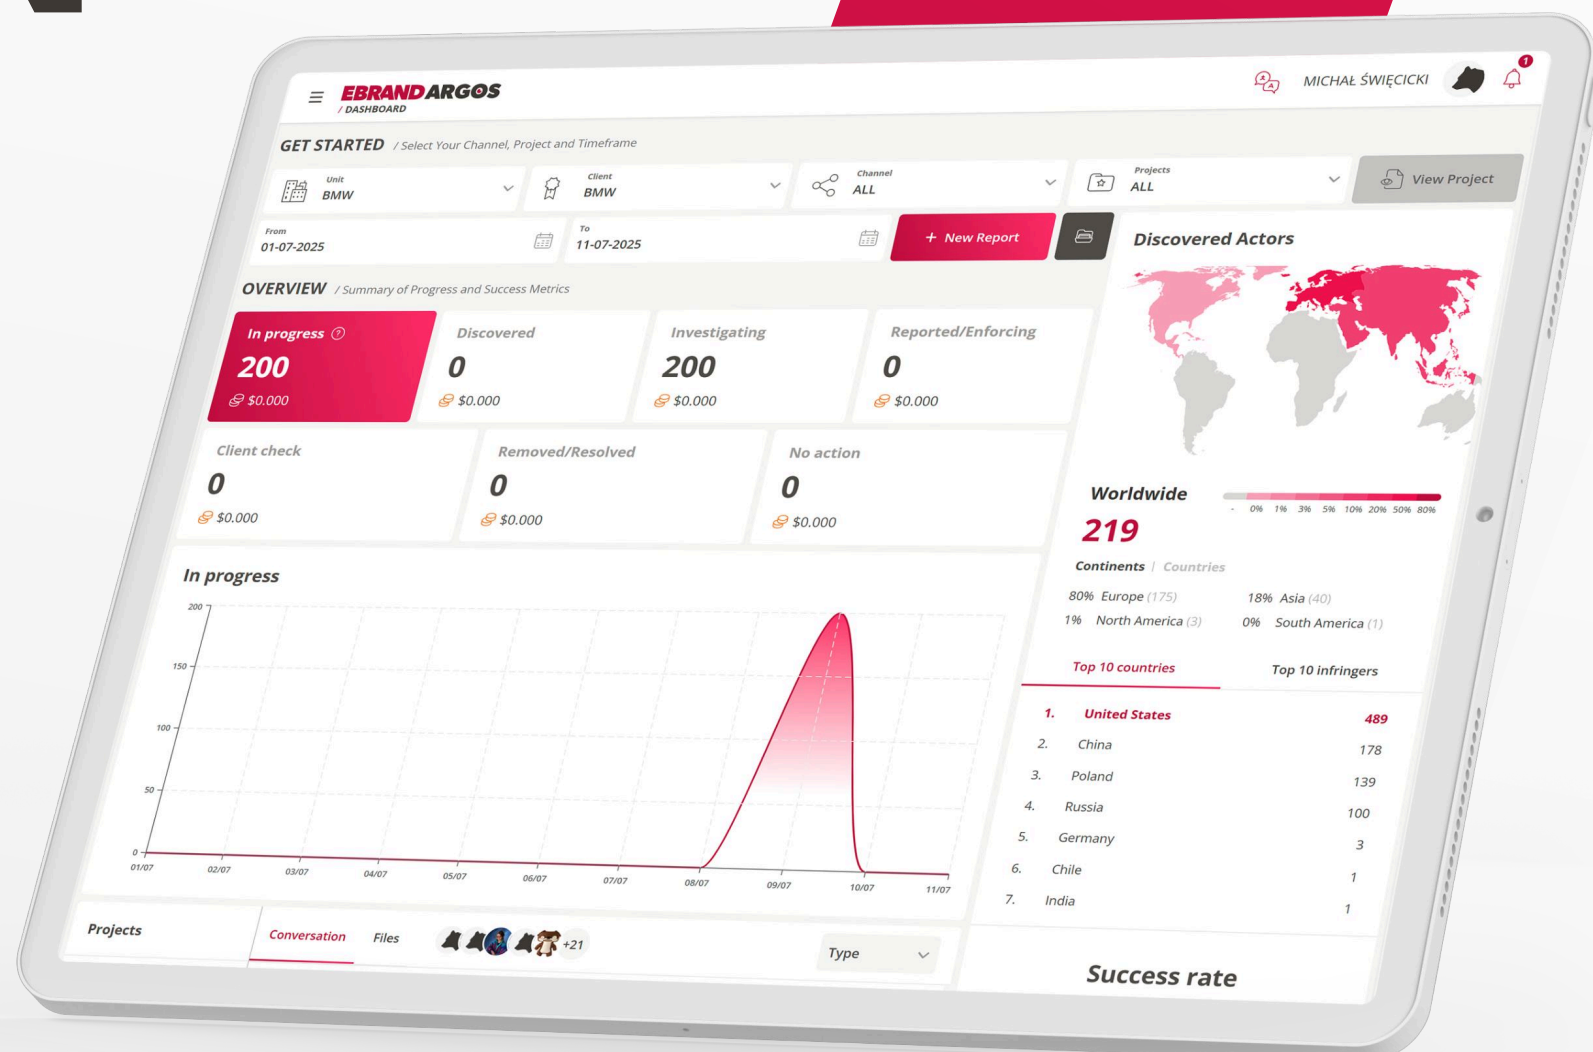 EBRANDARGOS
/ DASHBOARD
MICHAŁ ŚWIĘCICKI
1
GET STARTED / Select Your Channel, Project and Timeframe
Unit
BMW
Client
BMW
Channel
ALL
Projects
ALL
View Project
From
01-07-2025
To
11-07-2025
+ New Report
OVERVIEW / Summary of Progress and Success Metrics
In progress ?
200
$0.000
Discovered
0
$0.000
Investigating
200
$0.000
Reported/Enforcing
0
$0.000
Client check
0
$0.000
Removed/Resolved
0
$0.000
No action
0
$0.000
In progress
200
150
100
50
0
01/07 02/07 03/07 04/07 05/07 06/07 07/07 08/07 09/07 10/07 11/07
Projects
Conversation Files +21 Type
Discovered Actors
Worldwide
219
- 0% 1% 3% 5% 10% 20% 50% 80%
Continents | Countries
80% Europe (175) 18% Asia (40)
1% North America (3) 0% South America (1)
Top 10 countries Top 10 infringers
1. United States 489
2. China 178
3. Poland 139
4. Russia 100
5. Germany 3
6. Chile 1
7. India 1
Success rate